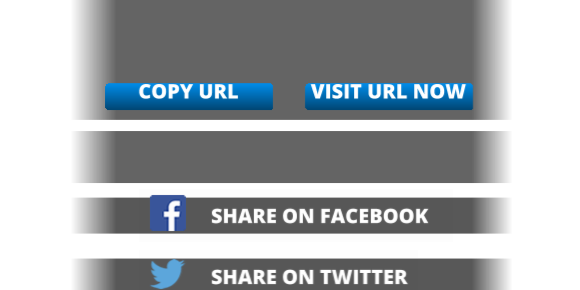 COPY URL
VISIT URL NOW
SHARE ON FACEBOOK
SHARE ON TWITTER